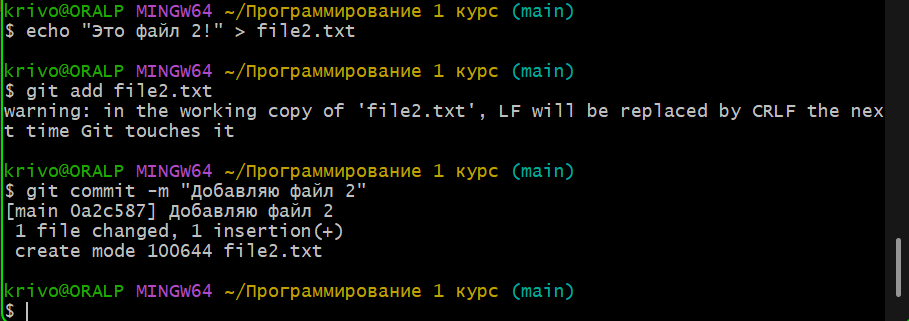 krivo@ORALP MINGW64 ~/Программирование 1 курс (main)
$ echo "Это файл 2!" > file2.txt
krivo@ORALP MINGW64 ~/Программирование 1 курс (main)
$ git add file2.txt
warning: in the working copy of 'file2.txt', LF will be replaced by CRLF the nex
t time Git touches it
krivo@ORALP MINGW64 ~/Программирование 1 курс (main)
$ git commit -m "Добавляю файл 2"
[main 0a2c587] Добавляю файл 2
 1 file changed, 1 insertion(+)
 create mode 100644 file2.txt
krivo@ORALP MINGW64 ~/Программирование 1 курс (main)
$